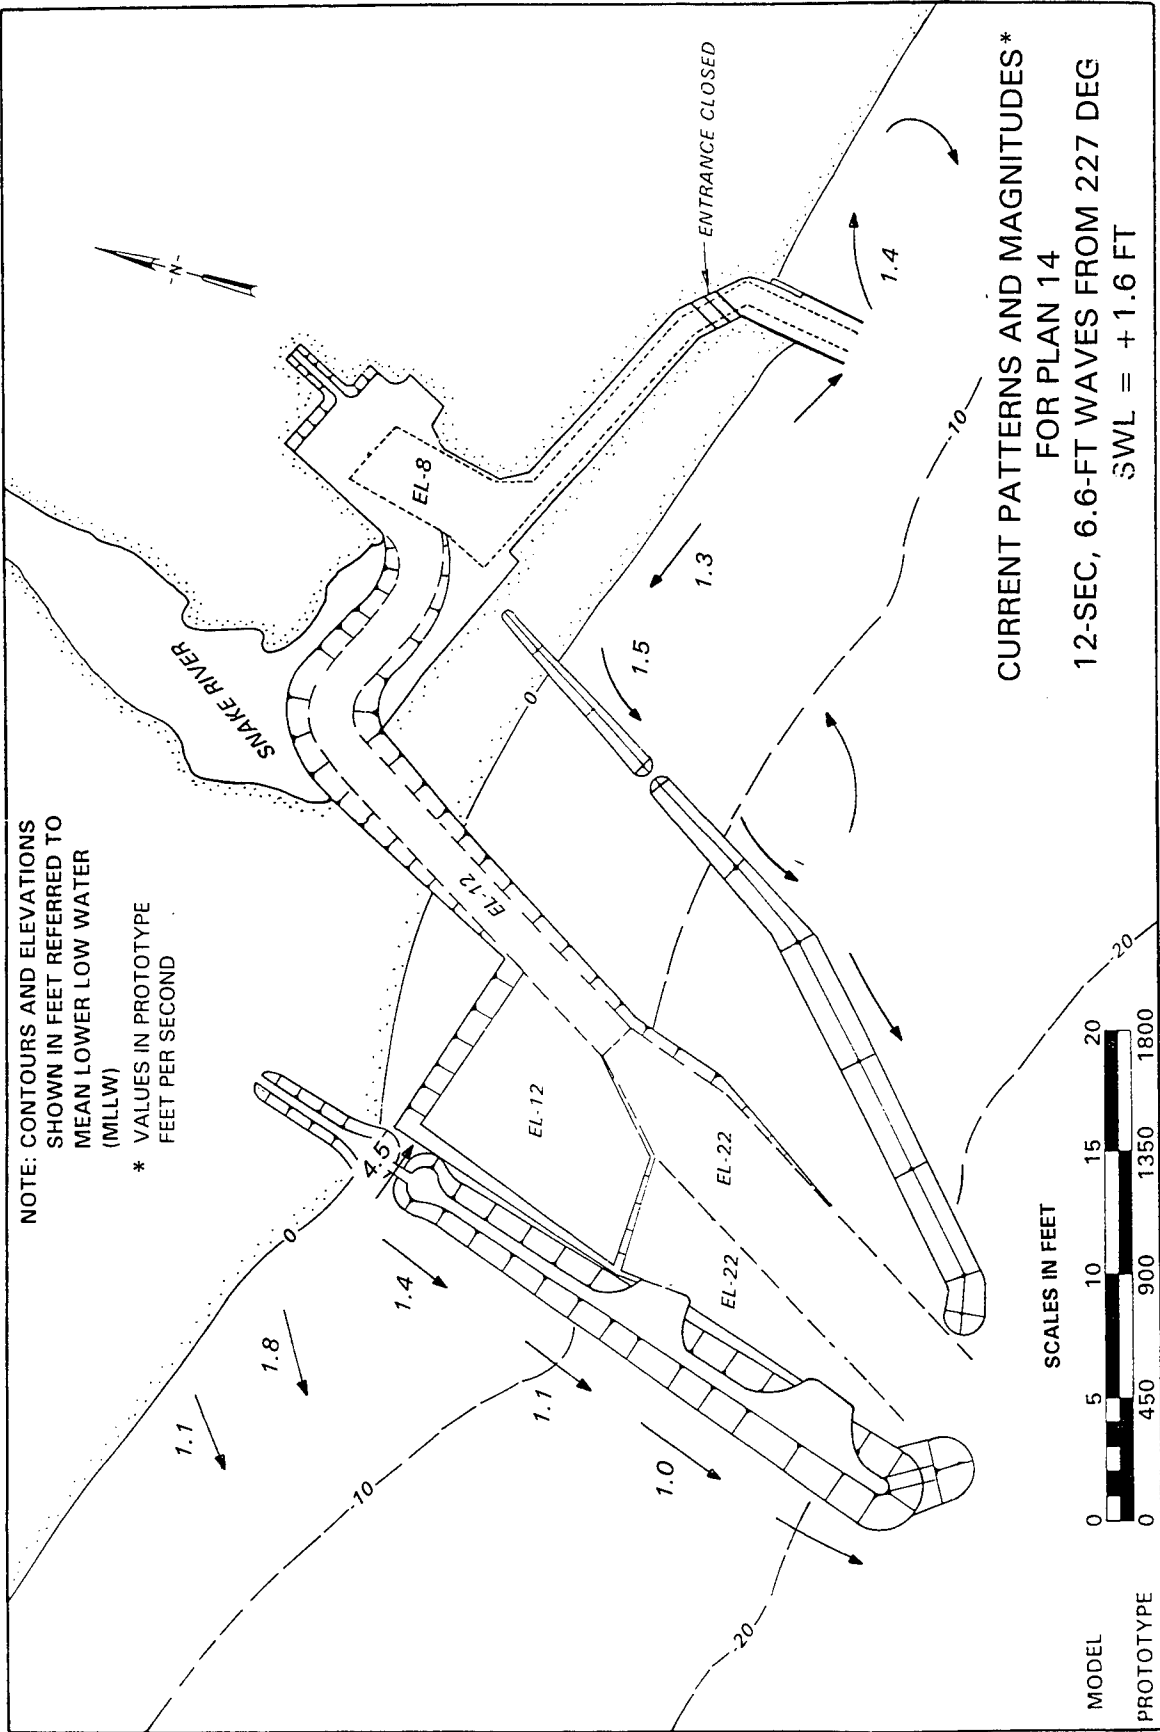 NOTE: CONTOURS AND ELEVATIONS
SHOWN IN FEET REFERRED TO
MEAN LOWER LOW WATER
(MLLW)
* VALUES IN PROTOTYPE
FEET PER SECOND
SNAKE RIVER
-N-
ENTRANCE CLOSED
EL-8
EL-12
EL-12
EL-22
EL-22
0
0
-10
-10
-20
-20
1.1
1.8
1.4
4.5
1.1
1.0
1.5
1.3
1.4
SCALES IN FEET
MODEL 0 5 10 15 20
PROTOTYPE 0 450 900 1350 1800
CURRENT PATTERNS AND MAGNITUDES*
FOR PLAN 14
12-SEC, 6.6-FT WAVES FROM 227 DEG
SWL = +1.6 FT